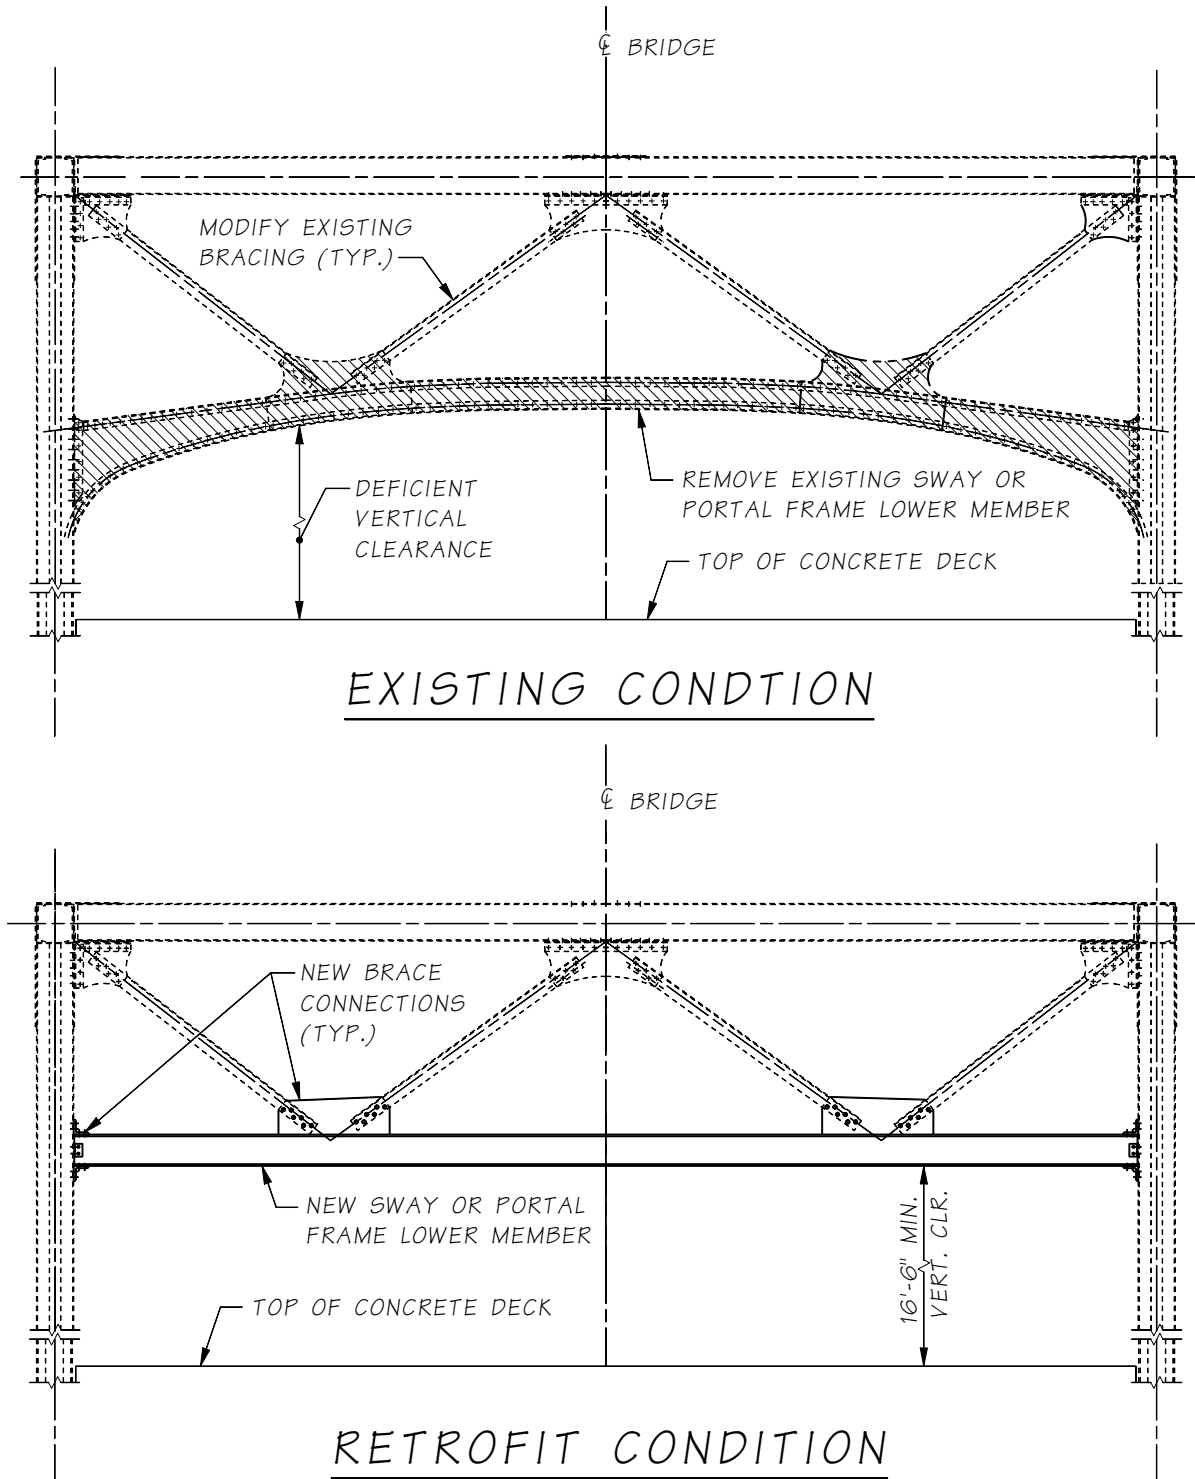 ℄ BRIDGE
MODIFY EXISTING
BRACING (TYP.)
DEFICIENT
VERTICAL
CLEARANCE
REMOVE EXISTING SWAY OR
PORTAL FRAME LOWER MEMBER
TOP OF CONCRETE DECK
EXISTING CONDTION
℄ BRIDGE
NEW BRACE
CONNECTIONS
(TYP.)
NEW SWAY OR PORTAL
FRAME LOWER MEMBER
16'-6" MIN.
VERT. CLR.
TOP OF CONCRETE DECK
RETROFIT CONDITION